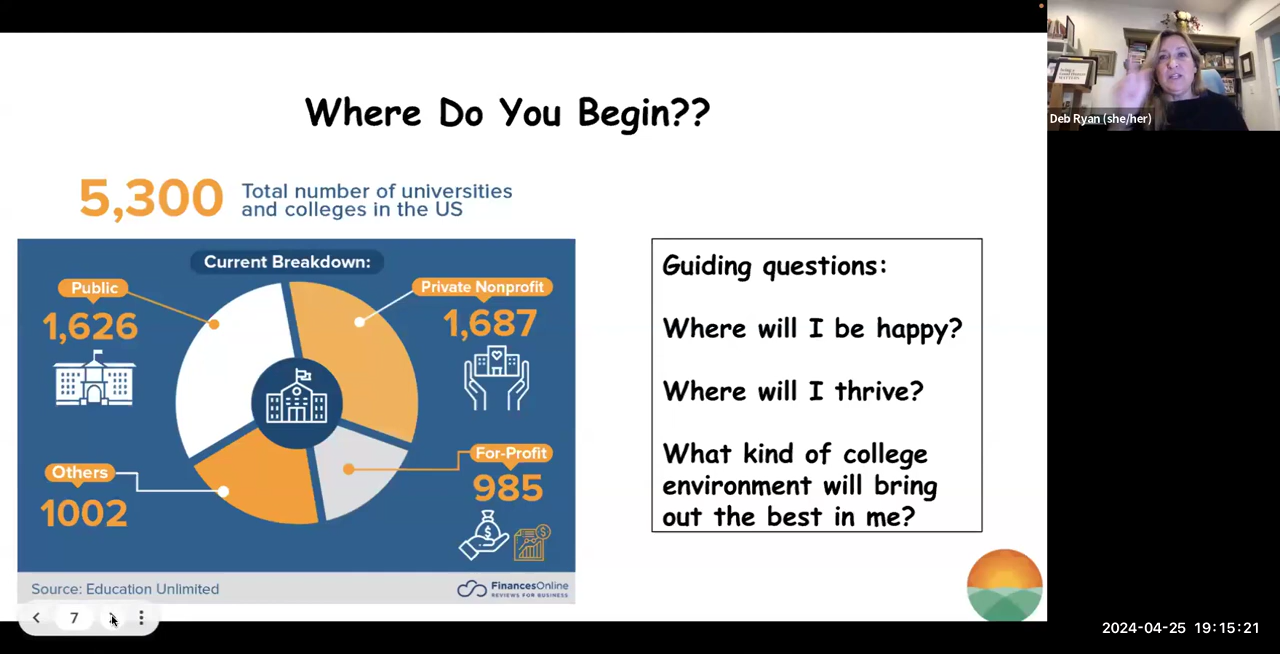 Where Do You Begin??
5,300
Total number of universities
and colleges in the US
Current Breakdown:
Public
1,626
Private Nonprofit
1,687
Others
1002
For-Profit
985
Source: Education Unlimited
FinancesOnline
REVIEWS FOR BUSINESS
Guiding questions:
Where will I be happy?
Where will I thrive?
What kind of college
environment will bring
out the best in me?
7
Deb Ryan (she/her)
2024-04-25 19:15:21